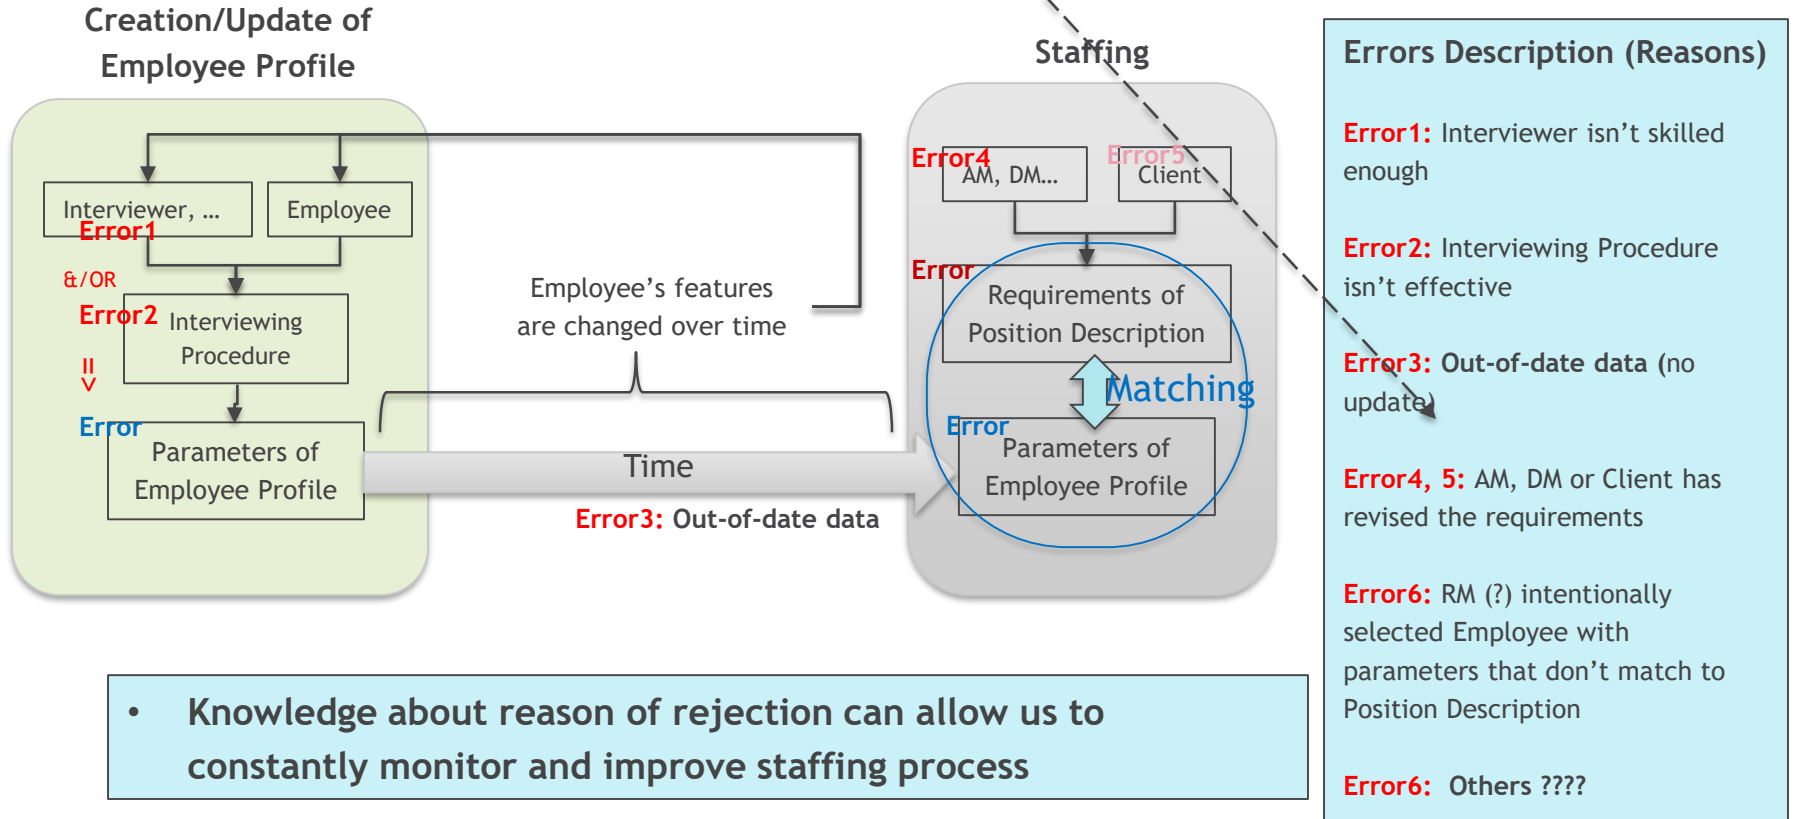 Creation/Update of
Employee Profile
Interviewer, ...
Employee
Error1
&/OR
Error2
Interviewing
Procedure
=>
Error
Parameters of
Employee Profile
Employee’s features
are changed over time
Time
Error3: Out-of-date data
Staffing
Error4
AM, DM…
Error5
Client
Error
Requirements of
Position Description
Matching
Error
Parameters of
Employee Profile
Errors Description (Reasons)
Error1: Interviewer isn’t skilled
enough
Error2: Interviewing Procedure
isn’t effective
Error3: Out-of-date data (no
update)
Error4, 5: AM, DM or Client has
revised the requirements
Error6: RM (?) intentionally
selected Employee with
parameters that don’t match to
Position Description
Error6: Others ????
• Knowledge about reason of rejection can allow us to
constantly monitor and improve staffing process